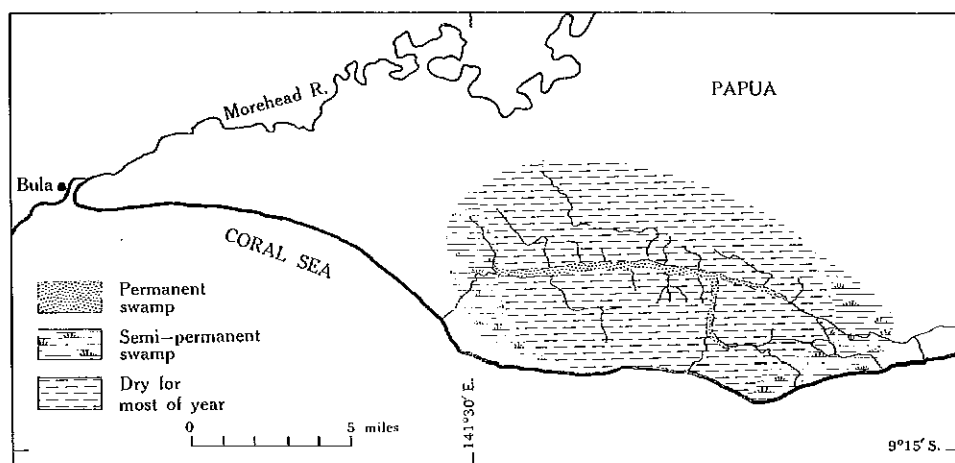 Morehead R.
PAPUA
Bula
CORAL SEA
Permanent
swamp
Semi-permanent
swamp
Dry for
most of year
0 5 miles
141°30' E.
9°15' S.